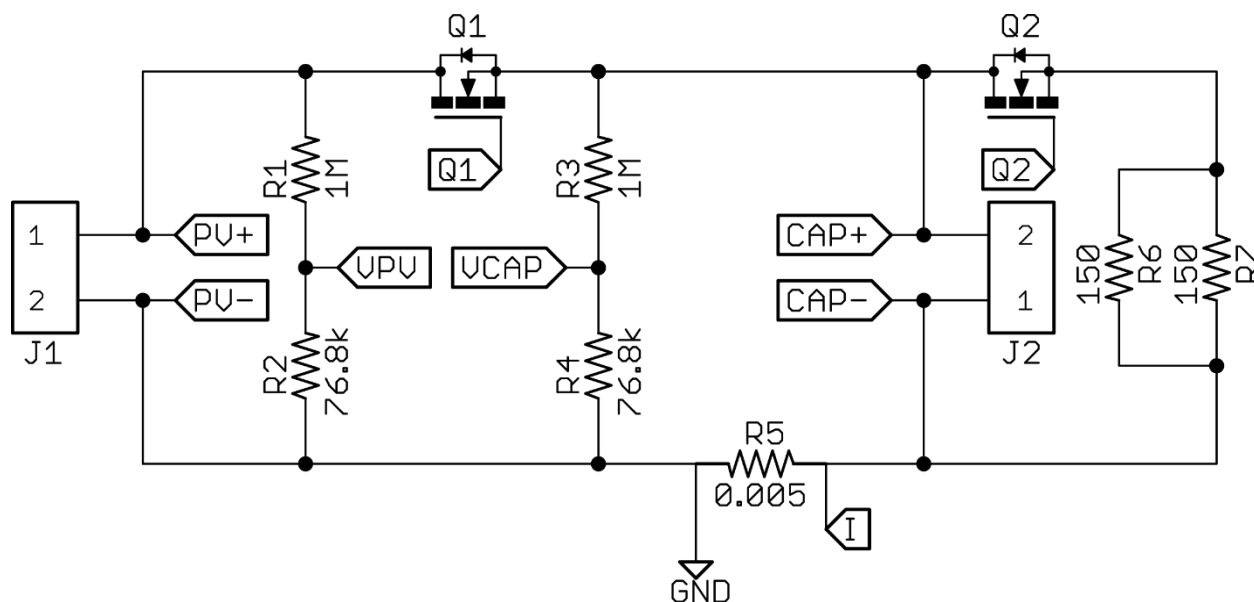 Q1
Q2
R1
1M
Q1
R3
1M
Q2
1
PV+
CAP+
2
VPV
VCAP
150
R6
150
R7
2
PV-
CAP-
1
J1
R2
76.8k
R4
76.8k
J2
R5
0.005
I
GND